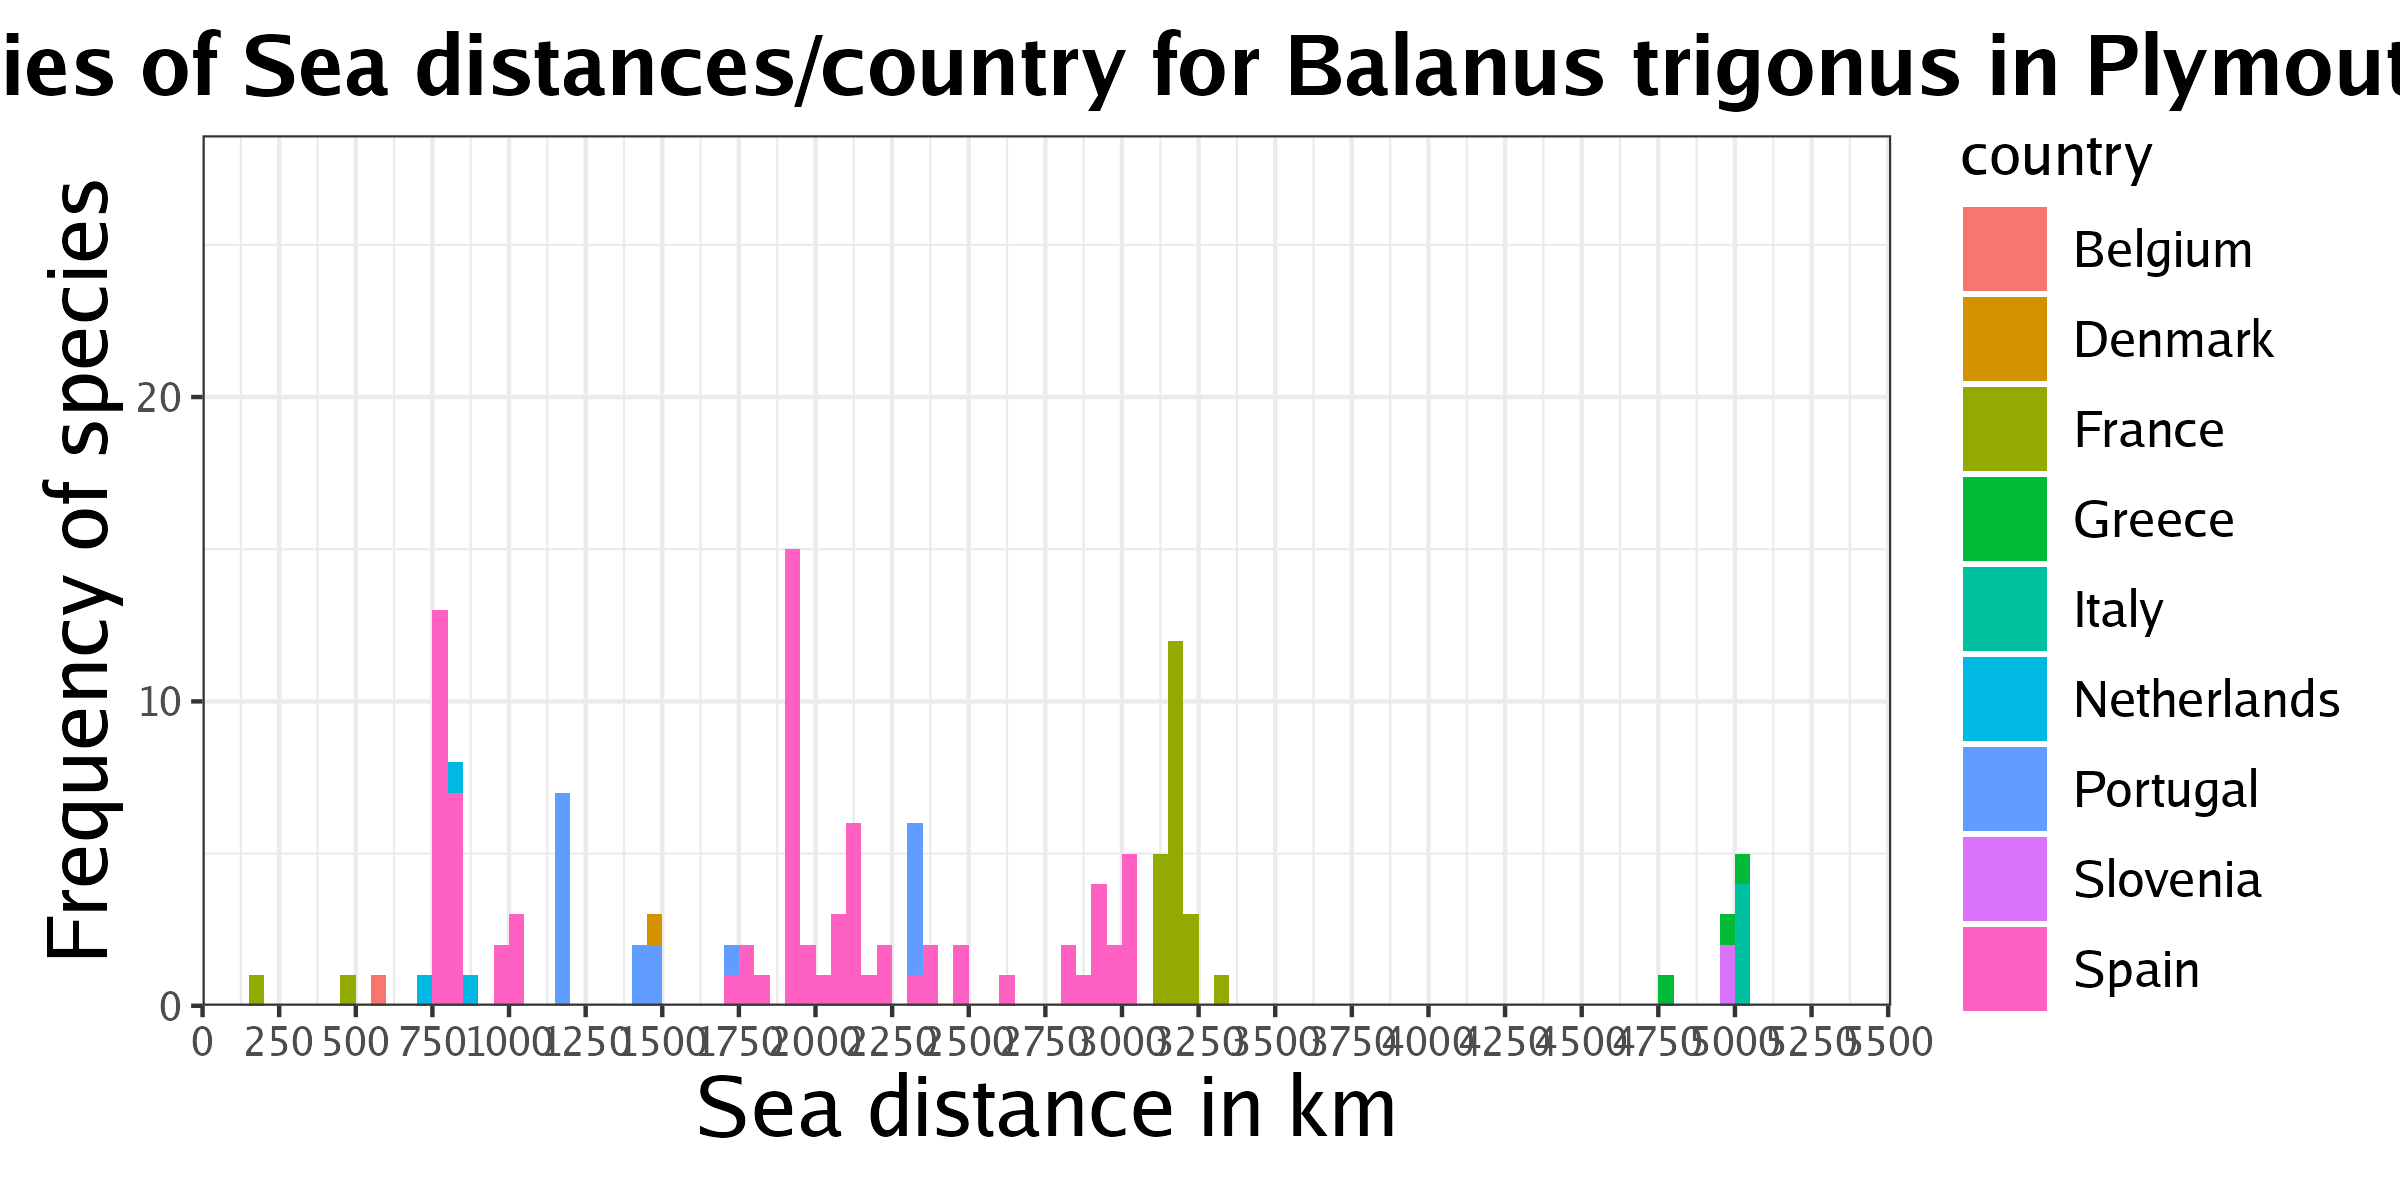 ies of Sea distances/country for Balanus trigonus in Plymout
Frequency of species
20
10
0
0 250 500 750 1000 1250 1500 1750 2000 2250 2500 2750 3000 3250 3500 3750 4000 4250 4500 4750 5000 5250 5500
Sea distance in km
country
Belgium
Denmark
France
Greece
Italy
Netherlands
Portugal
Slovenia
Spain